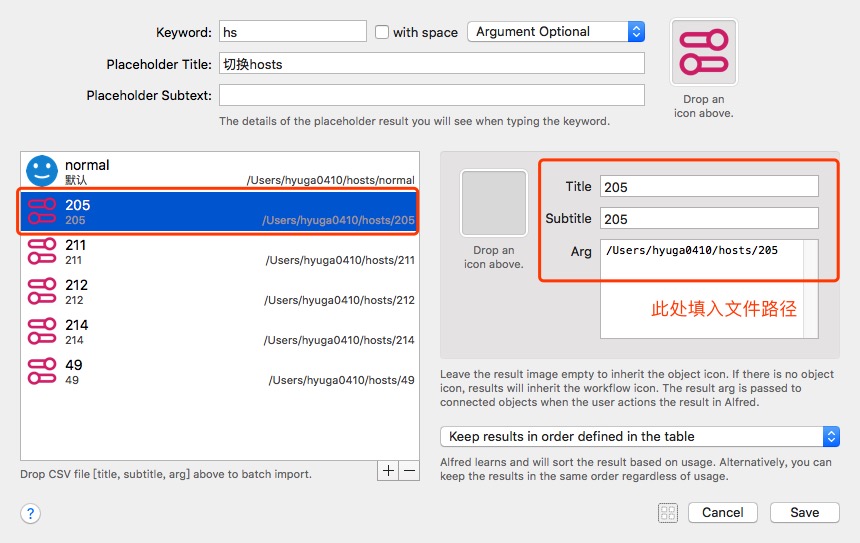 Keyword: hs with space Argument Optional
Placeholder Title: 切换hosts
Placeholder Subtext:
The details of the placeholder result you will see when typing the keyword.
Drop an
icon above.
normal
默认 /Users/hyuga0410/hosts/normal
205
205 /Users/hyuga0410/hosts/205
211
211 /Users/hyuga0410/hosts/211
212
212 /Users/hyuga0410/hosts/212
214
214 /Users/hyuga0410/hosts/214
49
49 /Users/hyuga0410/hosts/49
Drop CSV file [title, subtitle, arg] above to batch import.
+ −
Drop an
icon above.
Title 205
Subtitle 205
Arg /Users/hyuga0410/hosts/205
此处填入文件路径
Leave the result image empty to inherit the object icon. If there is no object
icon, results will inherit the workflow icon. The result arg is passed to
connected objects when the user actions the result in Alfred.
Keep results in order defined in the table
Alfred learns and will sort the result based on usage. Alternatively, you can
keep the results in the same order regardless of usage.
? Cancel Save